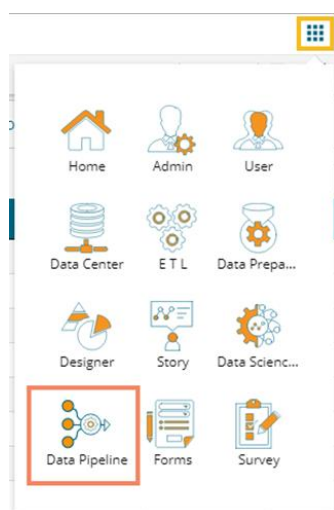 Home Admin User
Data Center E T L Data Prepa...
Designer Story Data Scienc...
Data Pipeline Forms Survey